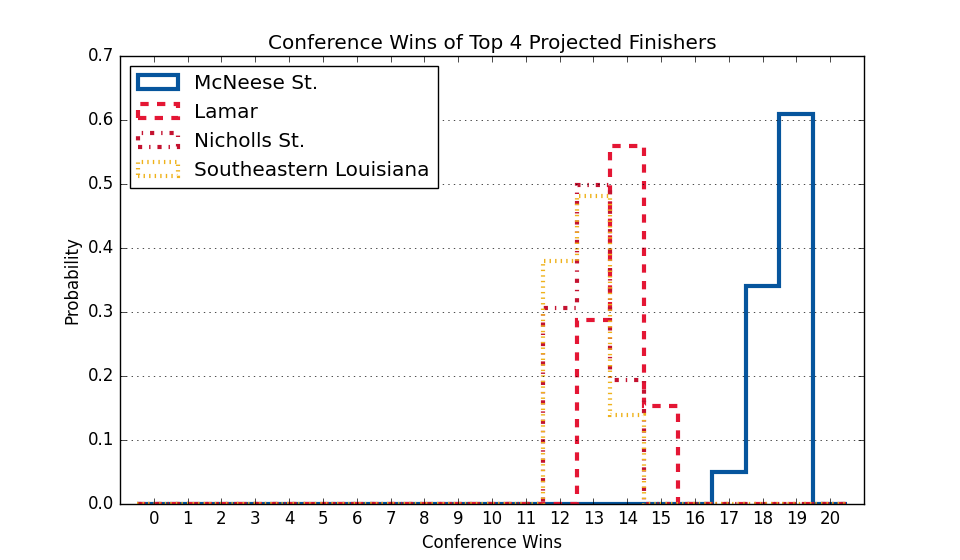 Conference Wins of Top 4 Projected Finishers
0.7
0.6
0.5
0.4
0.3
0.2
0.1
0.0
Probability
McNeese St.
Lamar
Nicholls St.
Southeastern Louisiana
0 1 2 3 4 5 6 7 8 9 10 11 12 13 14 15 16 17 18 19 20
Conference Wins